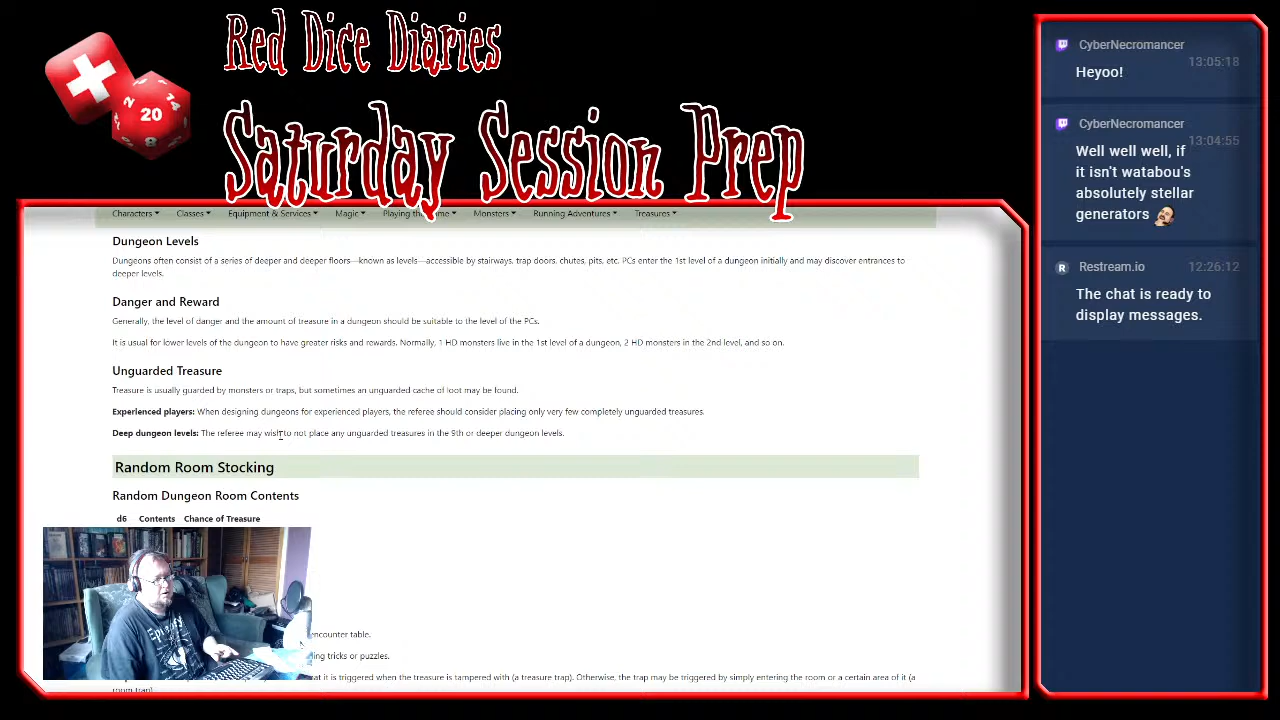 Red Dice Diaries
Saturday Session Prep
20
2
14
8
Characters Classes Equipment & Services Magic Playing the Game Monsters Running Adventures Treasures
Dungeon Levels
Dungeons often consist of a series of deeper and deeper floors—known as levels—accessible by stairways, trap doors, chutes, pits, etc. PCs enter the 1st level of a dungeon initially and may discover entrances to
deeper levels.
Danger and Reward
Generally, the level of danger and the amount of treasure in a dungeon should be suitable to the level of the PCs.
It is usual for lower levels of the dungeon to have greater risks and rewards. Normally, 1 HD monsters live in the 1st level of a dungeon, 2 HD monsters in the 2nd level, and so on.
Unguarded Treasure
Treasure is usually guarded by monsters or traps, but sometimes an unguarded cache of loot may be found.
Experienced players: When designing dungeons for experienced players, the referee should consider placing only very few completely unguarded treasures.
Deep dungeon levels: The referee may wish to not place any unguarded treasures in the 9th or deeper dungeon levels.
Random Room Stocking
Random Dungeon Room Contents
d6 Contents Chance of Treasure
encounter table.
ing tricks or puzzles.
at it is triggered when the treasure is tampered with (a treasure trap). Otherwise, the trap may be triggered by simply entering the room or a certain area of it (a
room trap)
CyberNecromancer
13:05:18
Heyoo!
CyberNecromancer
13:04:55
Well well well, if
it isn't watabou's
absolutely stellar
generators
R
Restream.io
12:26:12
The chat is ready to
display messages.